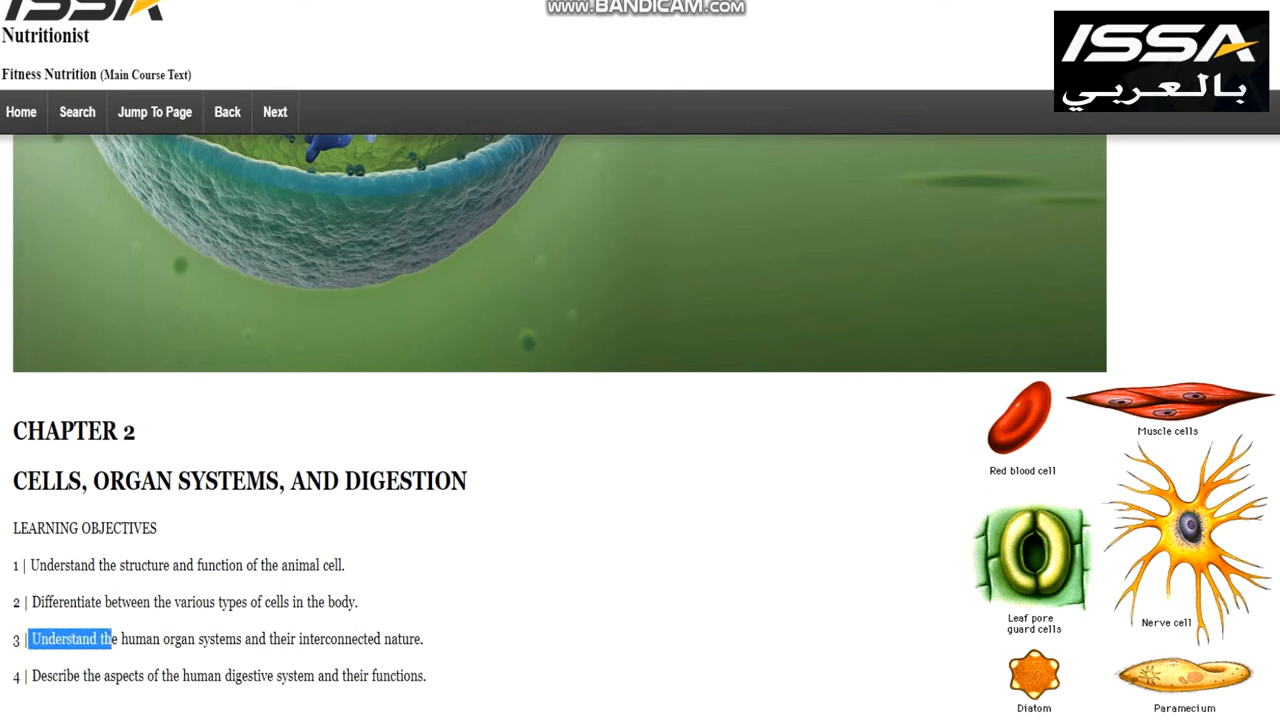 WWW.BANDICAM.COM
ISSA
Nutritionist
Fitness Nutrition (Main Course Text)
ISSA
بالعربي
Home Search Jump To Page Back Next
CHAPTER 2
CELLS, ORGAN SYSTEMS, AND DIGESTION
LEARNING OBJECTIVES
1 | Understand the structure and function of the animal cell.
2 | Differentiate between the various types of cells in the body.
3 | Understand the human organ systems and their interconnected nature.
4 | Describe the aspects of the human digestive system and their functions.
Red blood cell
Muscle cells
Leaf pore
guard cells
Nerve cell
Diatom
Paramecium